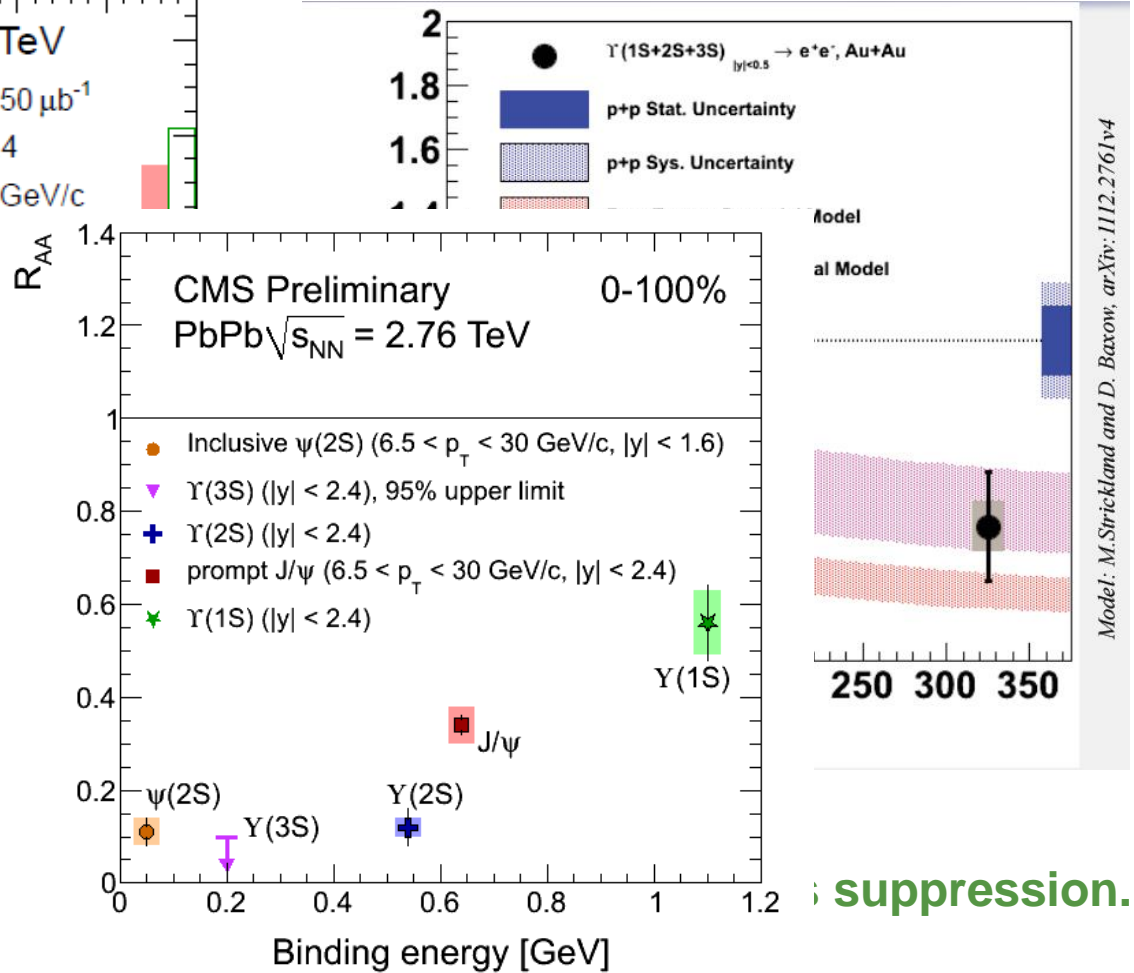 TeV
50 μb⁻¹
4
GeV/c
2
1.8
1.6
ϒ(1S+2S+3S) |y|<0.5 → e⁺e⁻, Au+Au
p+p Stat. Uncertainty
p+p Sys. Uncertainty
Model
al Model
250 300 350
Model: M.Strickland and D. Baxow, arXiv:1112.2761v4
R_AA
1.4
1.2
1
0.8
0.6
0.4
0.2
0
CMS Preliminary 0-100%
PbPb √s_NN = 2.76 TeV
Inclusive ψ(2S) (6.5 < p_T < 30 GeV/c, |y| < 1.6)
ϒ(3S) (|y| < 2.4), 95% upper limit
ϒ(2S) (|y| < 2.4)
prompt J/ψ (6.5 < p_T < 30 GeV/c, |y| < 2.4)
ϒ(1S) (|y| < 2.4)
ϒ(1S)
J/ψ
ψ(2S)
ϒ(3S)
ϒ(2S)
0 0.2 0.4 0.6 0.8 1 1.2
Binding energy [GeV]
suppression.